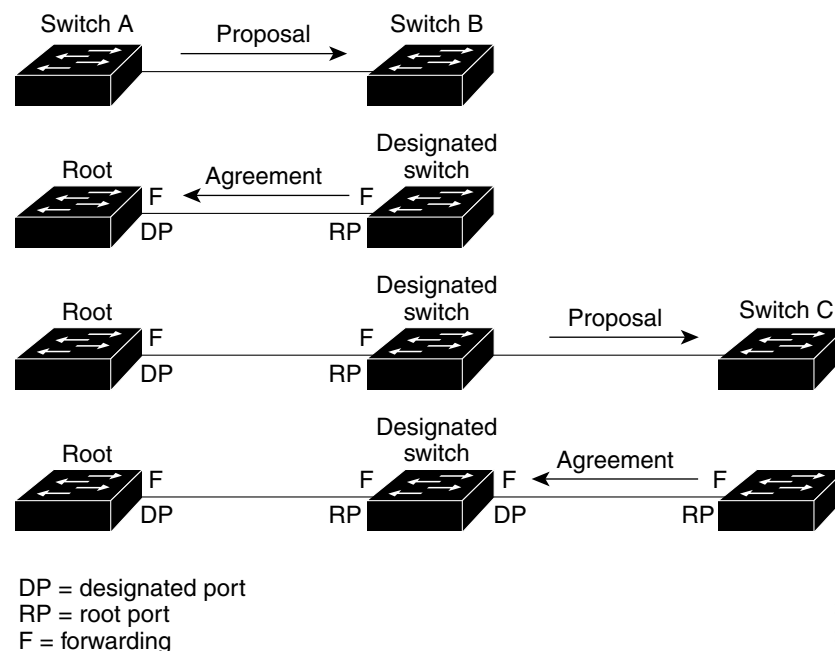 Switch A
Proposal
Switch B
Root
Agreement
Designated
switch
F
F
DP
RP
Root
Designated
switch
Proposal
Switch C
F
F
DP
RP
Root
Designated
switch
Agreement
F
F
F
F
DP
RP
DP
RP
DP = designated port
RP = root port
F = forwarding